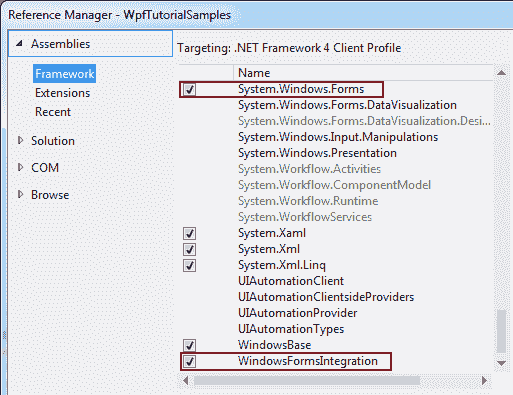 Reference Manager - WpfTutorialSamples
Assemblies
Targeting: .NET Framework 4 Client Profile
Framework
Extensions
Recent
Solution
COM
Browse
Name
System.Windows.Forms
System.Windows.Forms.DataVisualization
System.Windows.Forms.DataVisualization.Desi...
System.Windows.Input.Manipulations
System.Windows.Presentation
System.Workflow.Activities
System.Workflow.ComponentModel
System.Workflow.Runtime
System.WorkflowServices
System.Xaml
System.Xml
System.Xml.Linq
UIAutomationClient
UIAutomationClientsideProviders
UIAutomationProvider
UIAutomationTypes
WindowsBase
WindowsFormsIntegration